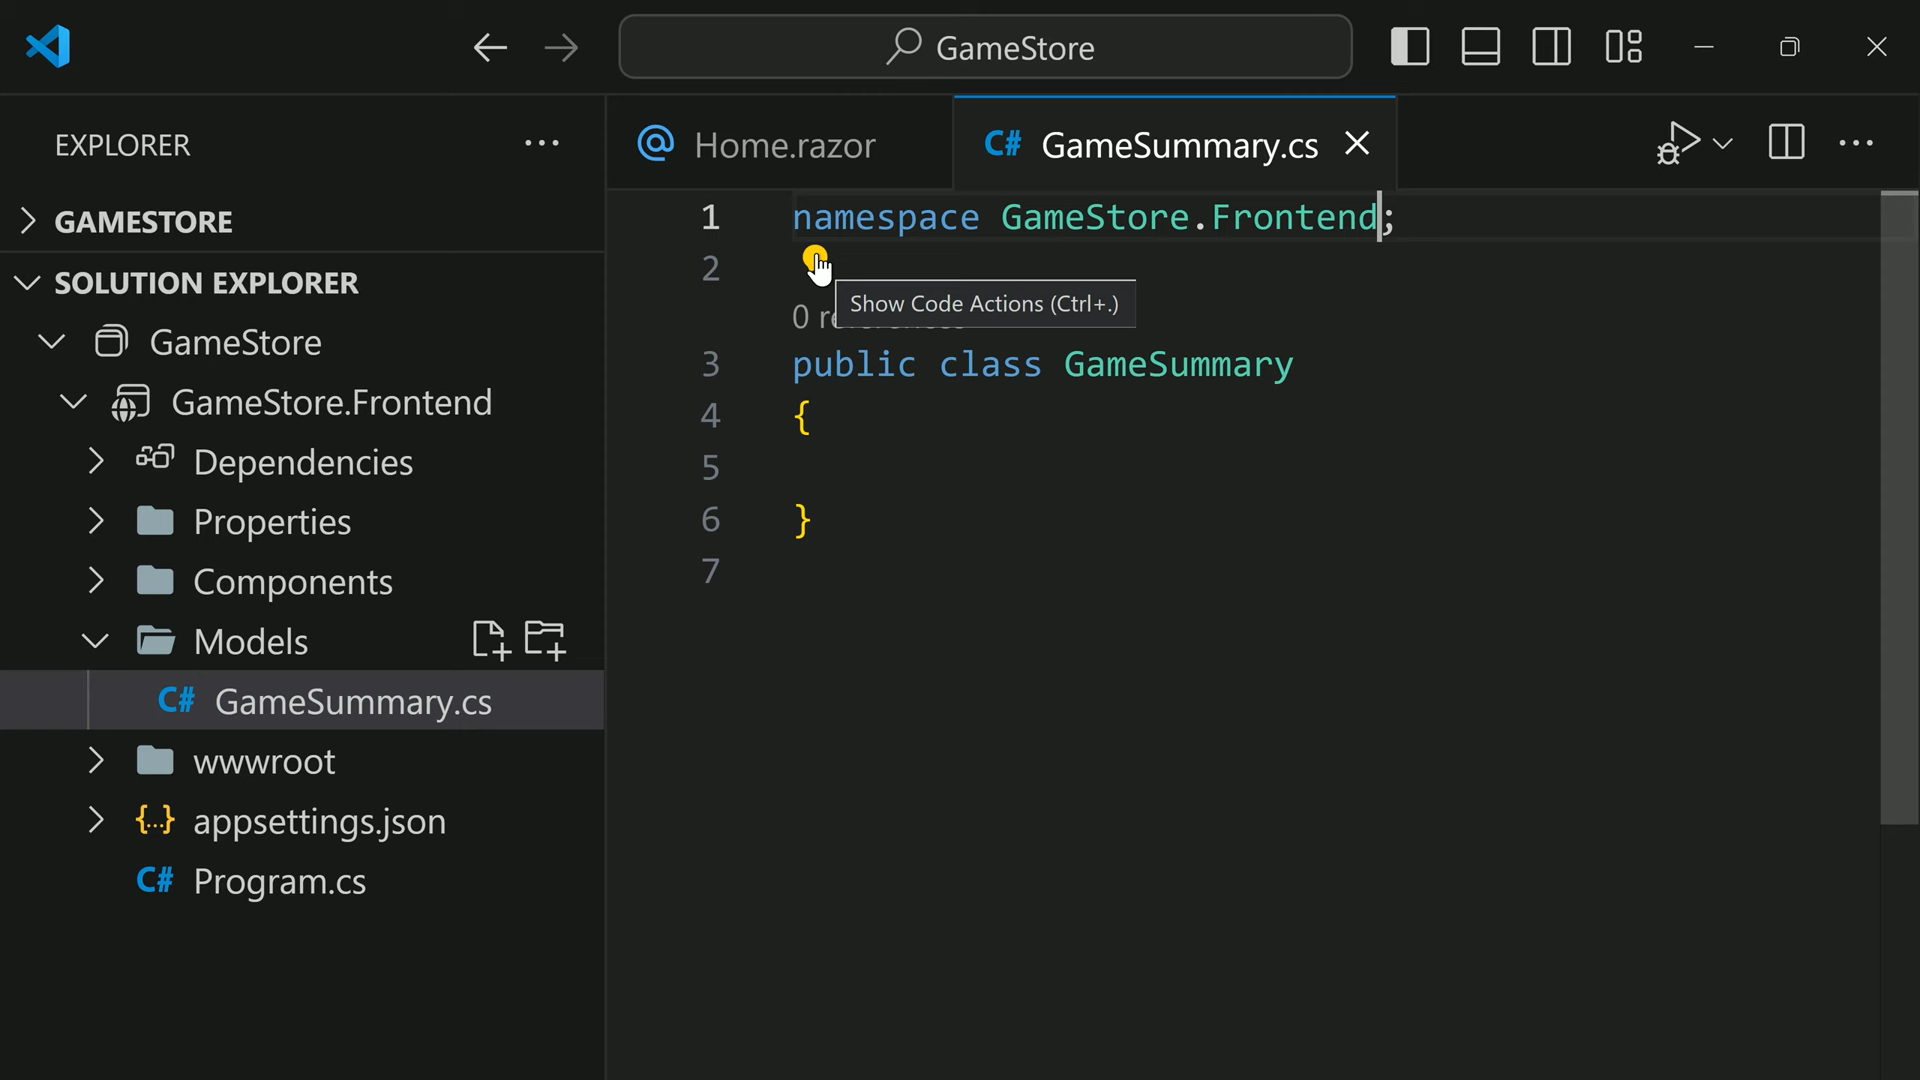 GameStore
EXPLORER
GAMESTORE
SOLUTION EXPLORER
GameStore
GameStore.Frontend
Dependencies
Properties
Components
Models
C# GameSummary.cs
wwwroot
{..} appsettings.json
C# Program.cs
@ Home.razor
C# GameSummary.cs
1 namespace GameStore.Frontend;
2
Show Code Actions (Ctrl+.)
0
3 public class GameSummary
4 {
5
6 }
7